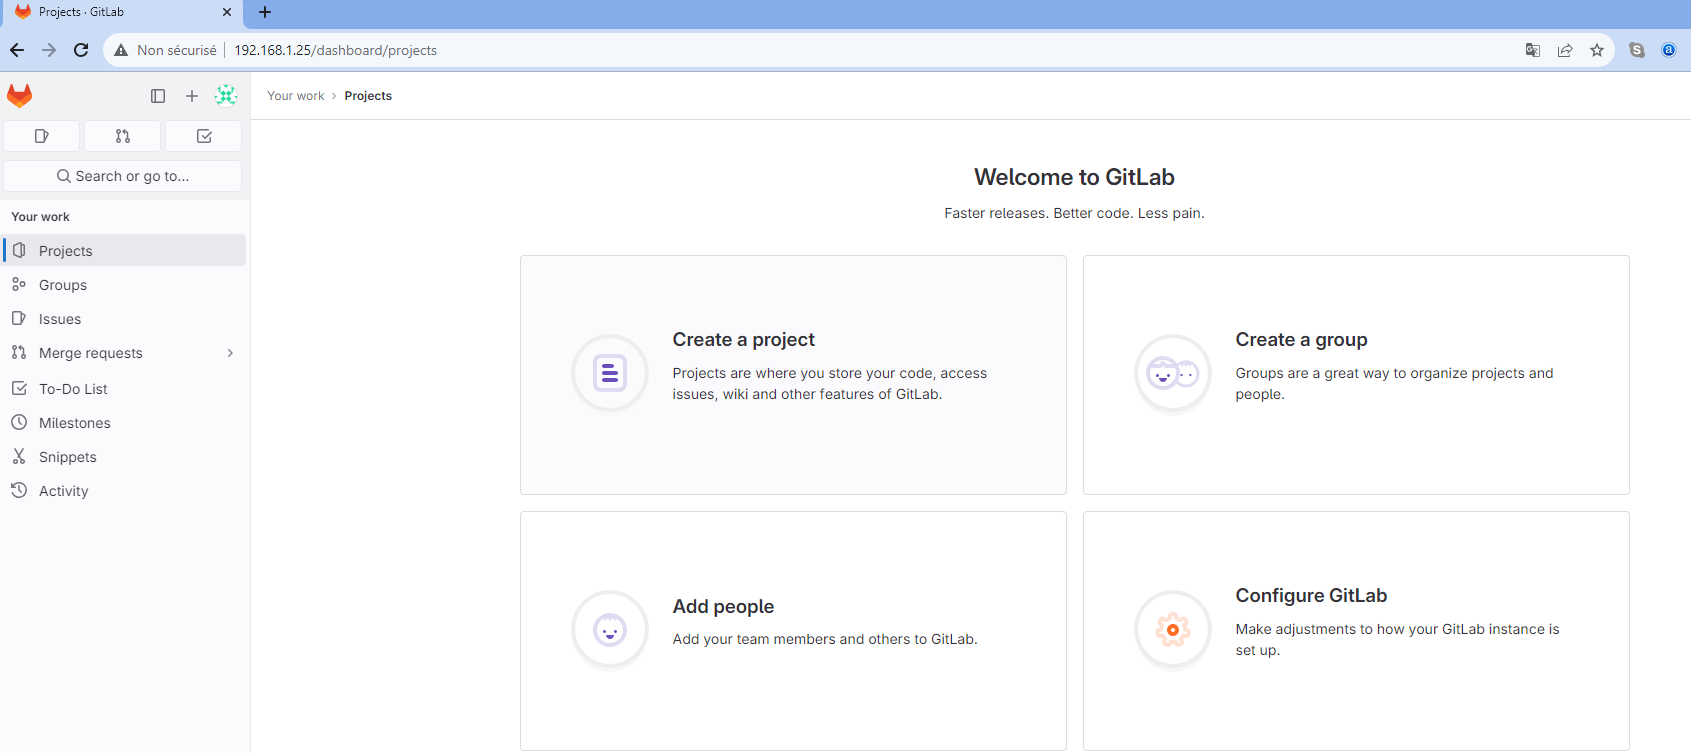 Projects · GitLab
Non sécurisé
192.168.1.25/dashboard/projects
Your work › Projects
Search or go to...
Your work
Projects
Groups
Issues
Merge requests
To-Do List
Milestones
Snippets
Activity
Welcome to GitLab
Faster releases. Better code. Less pain.
Create a project
Projects are where you store your code, access
issues, wiki and other features of GitLab.
Create a group
Groups are a great way to organize projects and
people.
Add people
Add your team members and others to GitLab.
Configure GitLab
Make adjustments to how your GitLab instance is
set up.